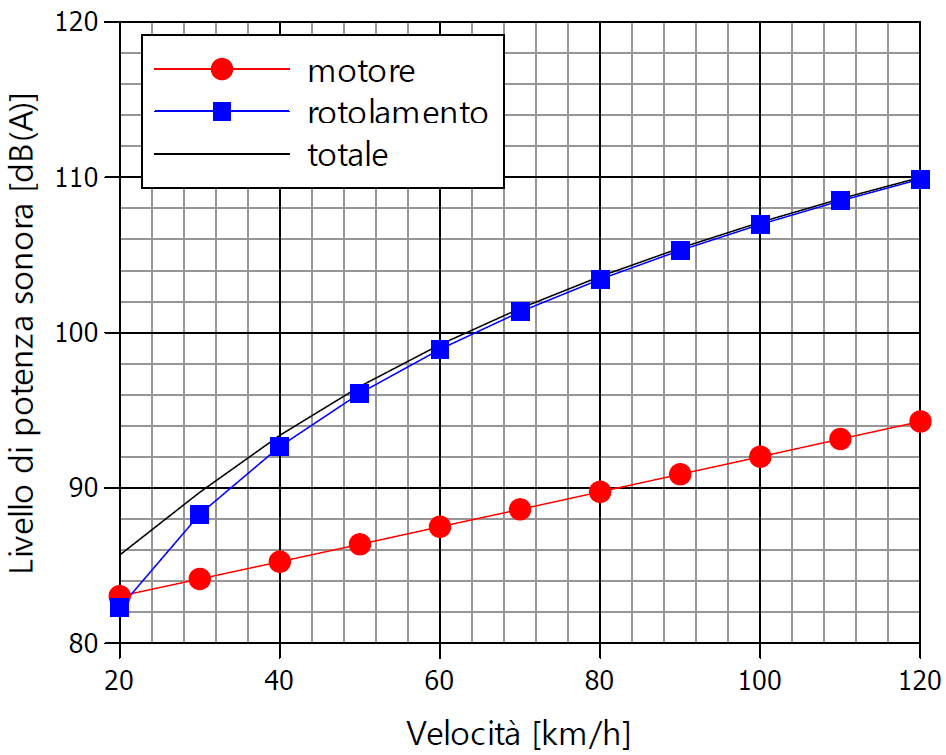 120
110
100
90
80
Livello di potenza sonora [dB(A)]
motore
rotolamento
totale
20 40 60 80 100 120
Velocità [km/h]